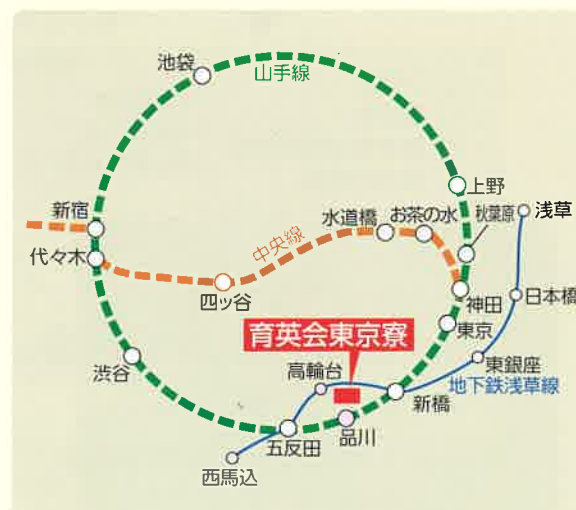 池袋
山手線
上野
秋葉原
浅草
新宿
水道橋
お茶の水
代々木
中央線
四ッ谷
神田
日本橋
東京
育英会東京寮
東銀座
渋谷
高輪台
地下鉄浅草線
新橋
品川
五反田
西馬込